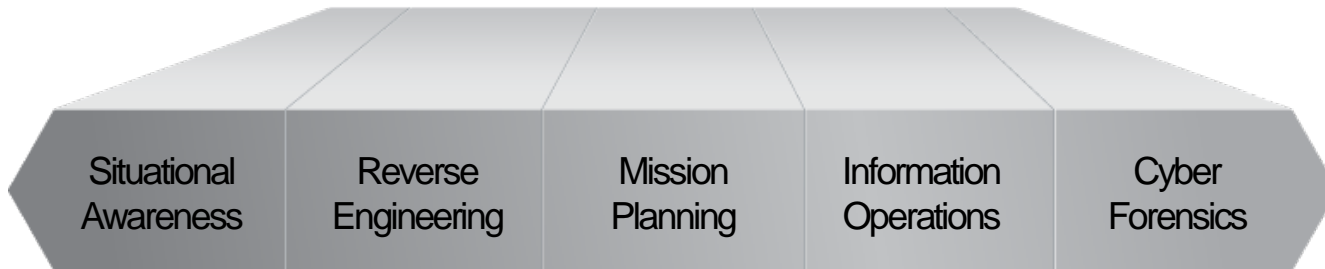 Situational
Awareness
Reverse
Engineering
Mission
Planning
Information
Operations
Cyber
Forensics